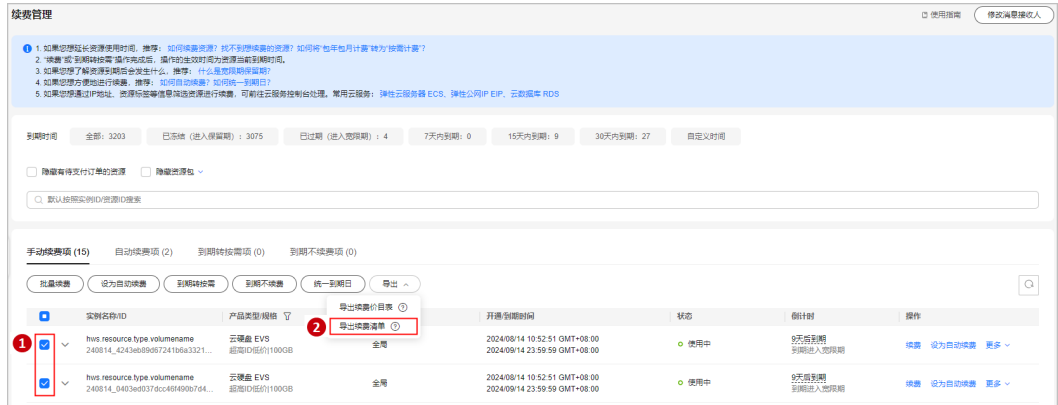 续费管理
使用指南
修改消息接收人
1. 如果您想延长资源使用时间，推荐： 如何续费资源？找不到想续费的资源？如何将“包年包月计费”转为“按需计费”？
2. “续费”或“到期转按需”操作完成后，操作的生效时间为资源当前到期时间。
3. 如果您想了解资源到期后会发生什么，推荐： 什么是宽限期保留期？
4. 如果您想方便地进行续费，推荐： 如何自动续费？如何统一到期日？
5. 如果您想通过IP地址、资源标签等信息筛选资源进行续费，可前往云服务控制台处理。常用云服务： 弹性云服务器 ECS、弹性公网IP EIP、云数据库 RDS
到期时间 全部：3203 已冻结（进入保留期）：3075 已过期（进入宽限期）：4 7天内到期：0 15天内到期：9 30天内到期：27 自定义时间
隐藏有待支付订单的资源 隐藏资源包
默认按照实例ID/资源ID搜索
手动续费项 (15) 自动续费项 (2) 到期转按需项 (0) 到期不续费项 (0)
批量续费 设为自动续费 到期转按需 到期不续费 统一到期日 导出
导出续费价目表
2 导出续费清单
实例名称/ID 产品类型/规格 开通/到期时间 状态 倒计时 操作
1
hws.resource.type.volumename 云硬盘 EVS 全局 2024/08/14 10:52:51 GMT+08:00 使用中 9天后到期 续费 设为自动续费 更多
240814_4243eb89d67241b6a3321... 超高IO低价|100GB 2024/09/14 23:59:59 GMT+08:00 到期进入宽限期
hws.resource.type.volumename 云硬盘 EVS 全局 2024/08/14 10:52:51 GMT+08:00 使用中 9天后到期 续费 设为自动续费 更多
240814_0403ed037dcc46f490b7d4... 超高IO低价|100GB 2024/09/14 23:59:59 GMT+08:00 到期进入宽限期